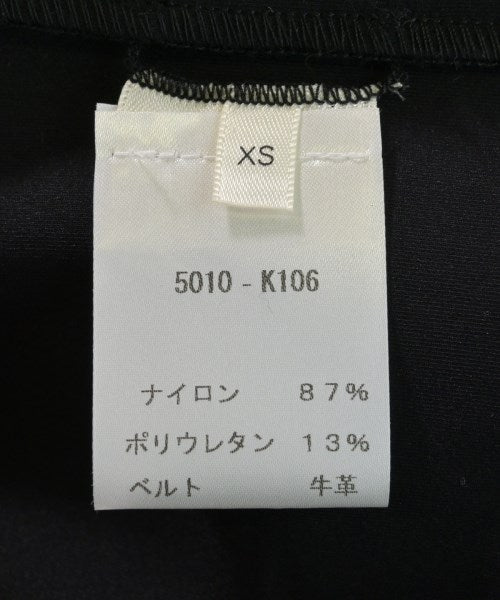 XS
5010 - K106
ナイロン 87%
ポリウレタン 13%
ベルト 牛革